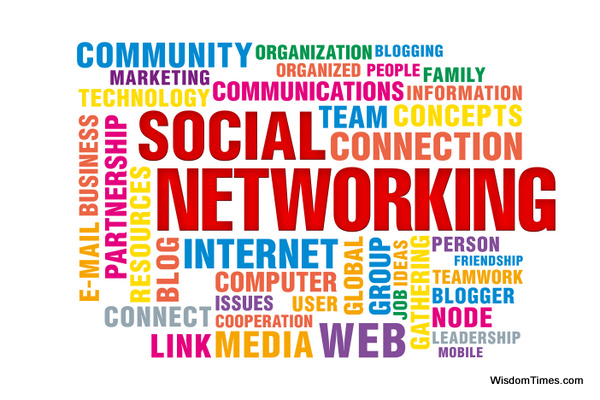 COMMUNITY ORGANIZATION BLOGGING
MARKETING ORGANIZED PEOPLE FAMILY
TECHNOLOGY COMMUNICATIONS INFORMATION
TEAM CONCEPTS
SOCIAL CONNECTION
NETWORKING
E-MAIL BUSINESS
PARTNERSHIP
RESOURCES
BLOG
INTERNET
COMPUTER
ISSUES USER
CONNECT COOPERATION
LINK MEDIA WEB
GLOBAL
GROUP
JOB IDEAS
GATHERING
PERSON
FRIENDSHIP
TEAMWORK
BLOGGER
NODE
LEADERSHIP
MOBILE
WisdomTimes.com